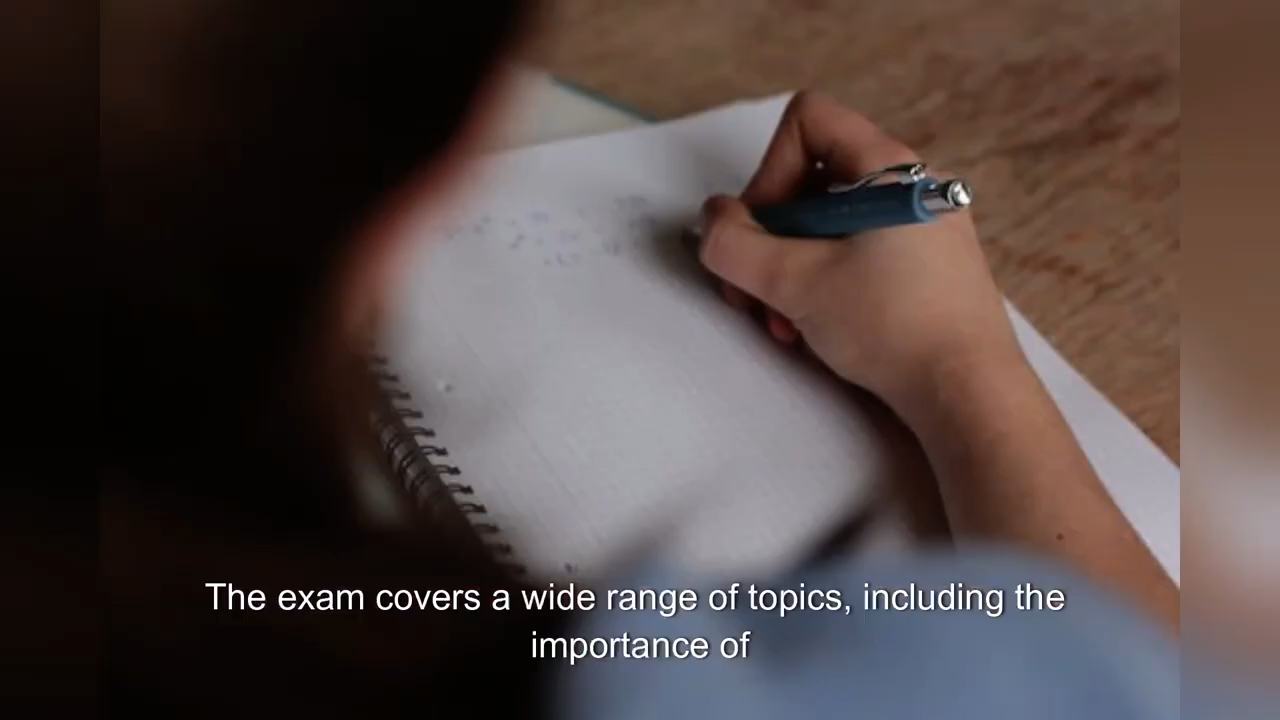 The exam covers a wide range of topics, including the
importance of